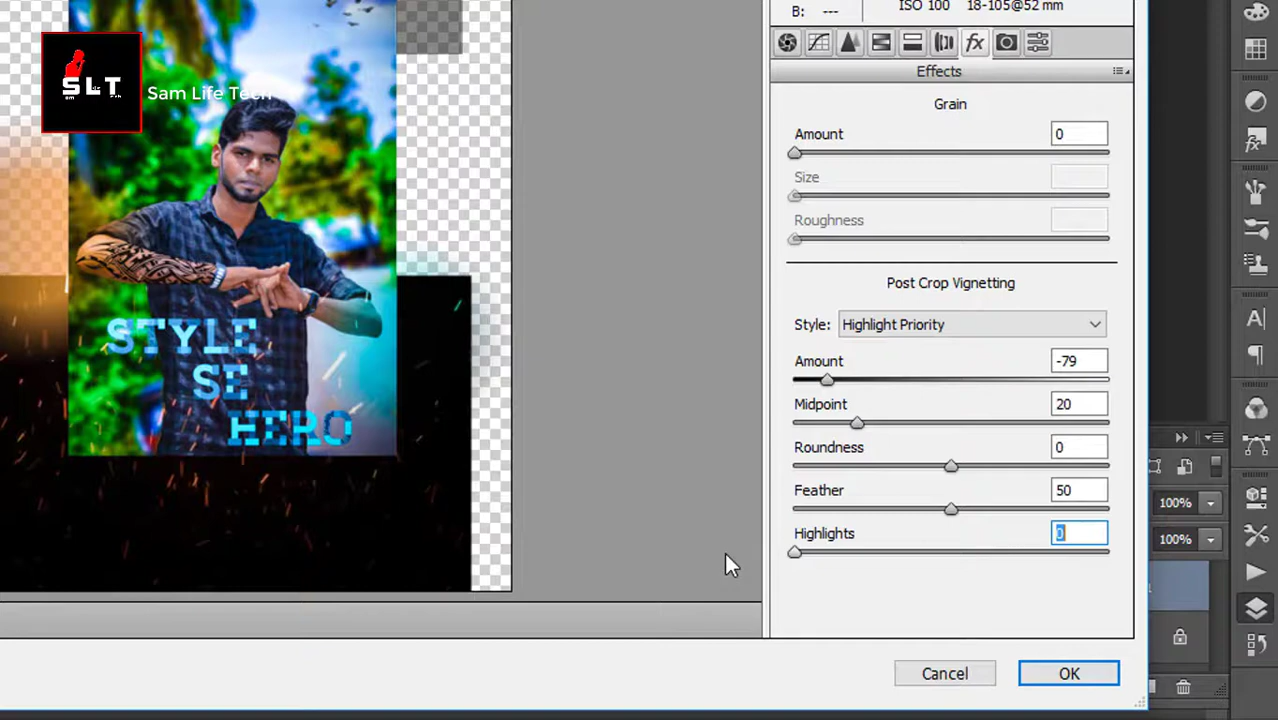 B: ---
ISO 100 18-105@52 mm
SLT
Sam Life Tech
fx
Effects
Grain
Amount 0
Size
Roughness
Post Crop Vignetting
Style: Highlight Priority
Amount -79
Midpoint 20
Roundness 0
Feather 50
Highlights 0
STYLE
SE
HERO
100%
100%
Cancel OK